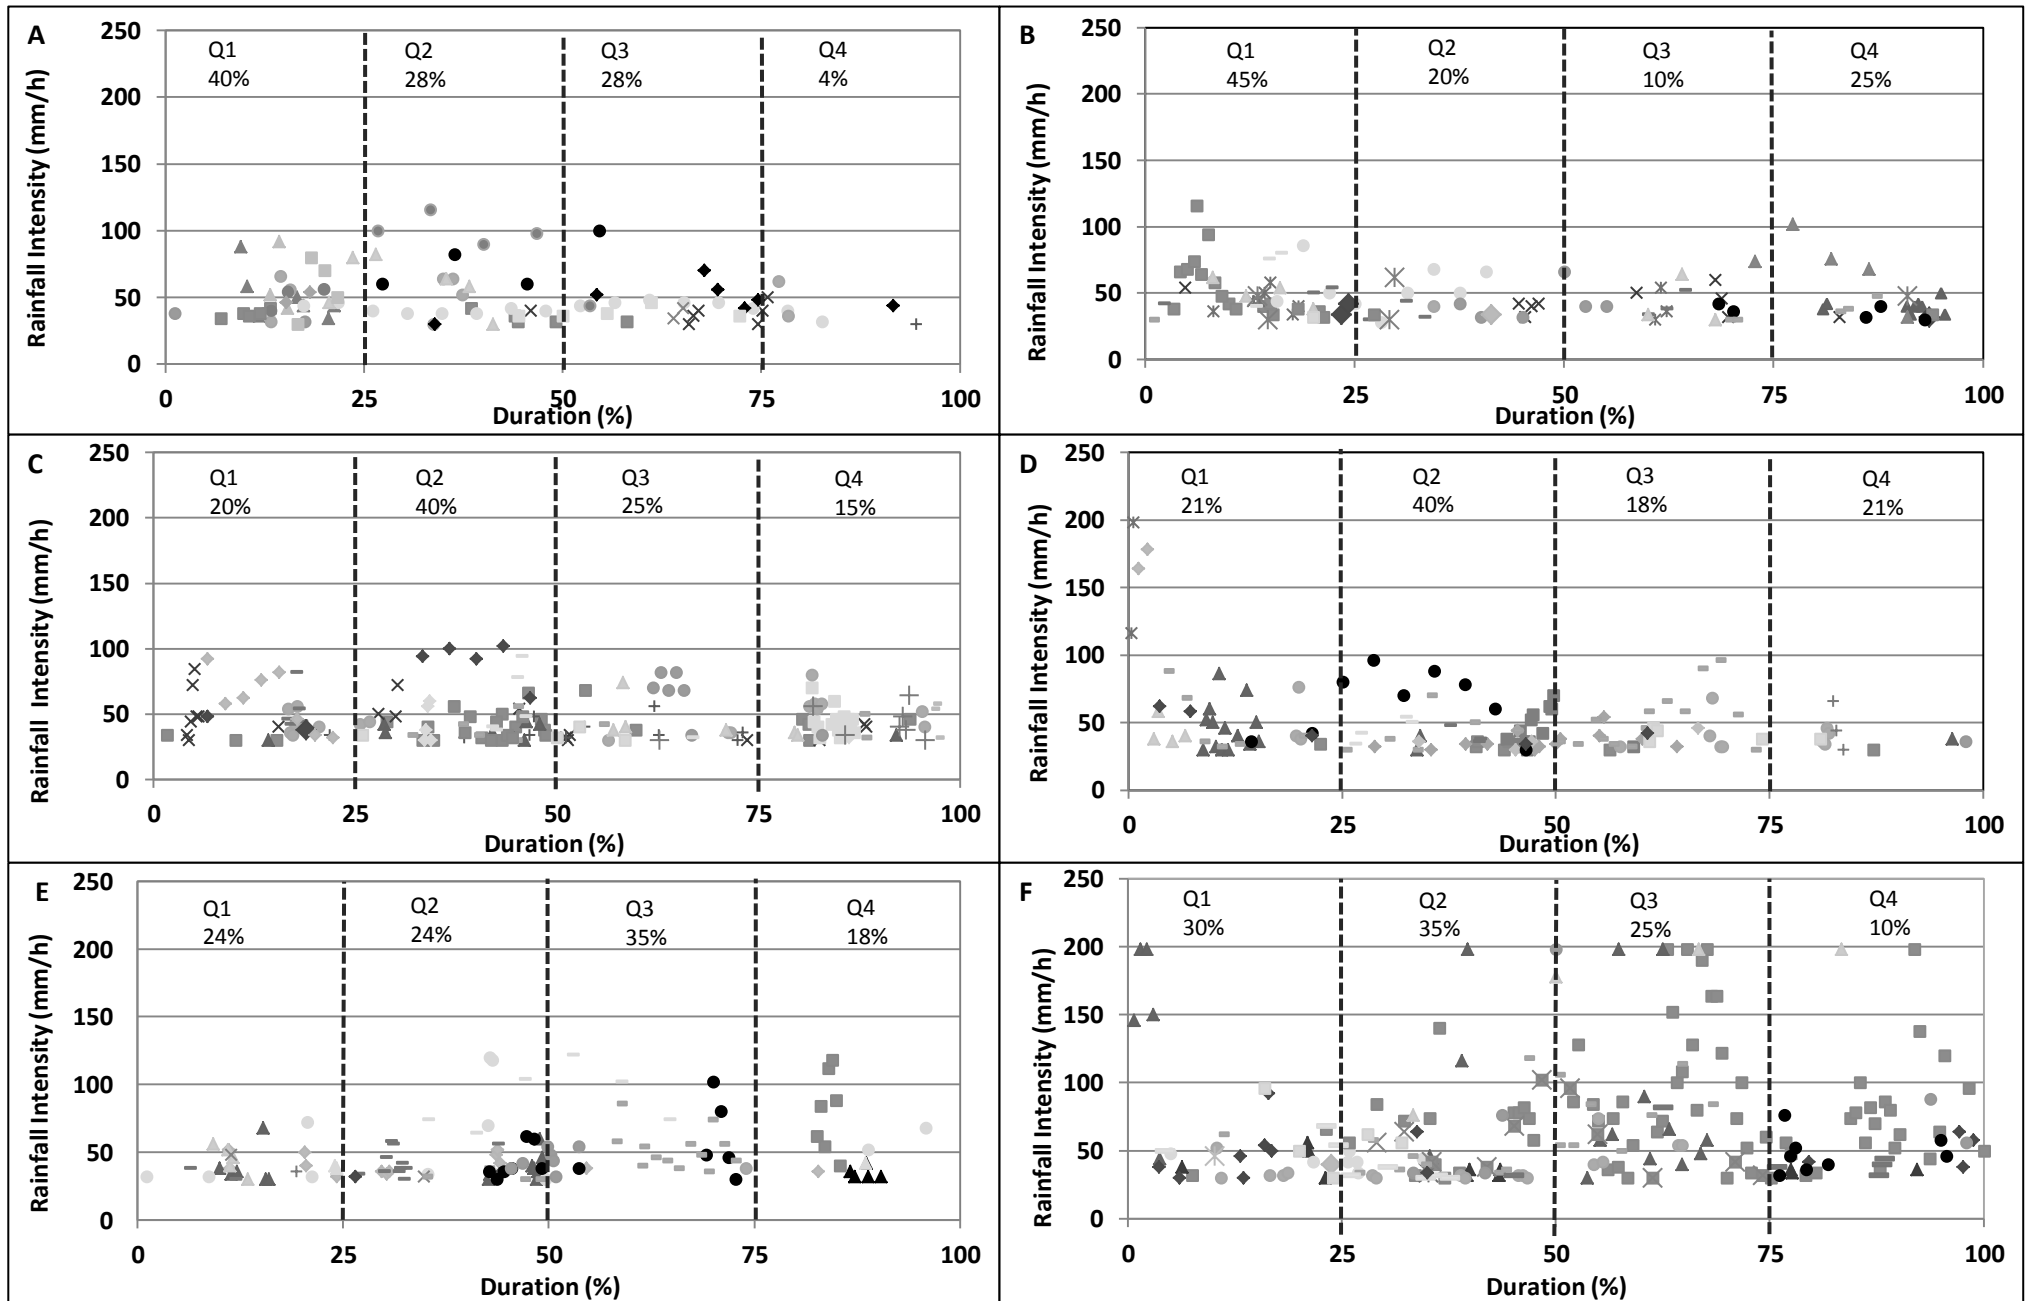 A
Q1 Q2 Q3 Q4
40% 28% 28% 4%
250
200
150
100
50
0
Rainfall Intensity (mm/h)
0 25 50 75 100
Duration (%)
B
Q1 Q2 Q3 Q4
45% 20% 10% 25%
250
200
150
100
50
0
Rainfall Intensity (mm/h)
0 25 50 75 100
Duration (%)
C
Q1 Q2 Q3 Q4
20% 40% 25% 15%
250
200
150
100
50
0
Rainfall Intensity (mm/h)
0 25 50 75 100
Duration (%)
D
Q1 Q2 Q3 Q4
21% 40% 18% 21%
250
200
150
100
50
0
Rainfall Intensity (mm/h)
0 25 50 75 100
Duration (%)
E
Q1 Q2 Q3 Q4
24% 24% 35% 18%
250
200
150
100
50
0
Rainfall Intensity (mm/h)
0 25 50 75 100
Duration (%)
F
Q1 Q2 Q3 Q4
30% 35% 25% 10%
250
200
150
100
50
0
Rainfall Intensity (mm/h)
0 25 50 75 100
Duration (%)